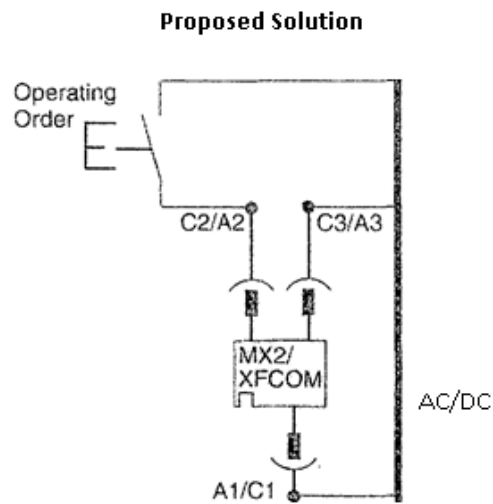 Proposed Solution
Operating
Order
C2/A2
C3/A3
MX2/
XFCOM
AC/DC
A1/C1